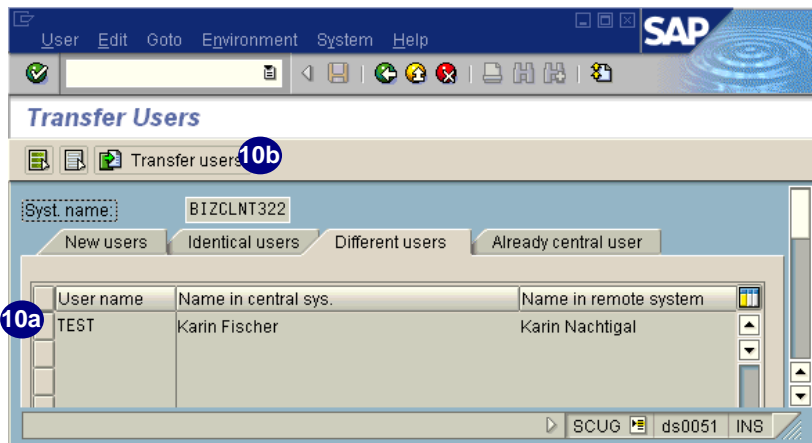 User Edit Goto Environment System Help
SAP
Transfer Users
Transfer users 10b
Syst. name: BIZCLNT322
New users Identical users Different users Already central user
User name Name in central sys. Name in remote system
10a TEST Karin Fischer Karin Nachtigal
SCUG ds0051 INS